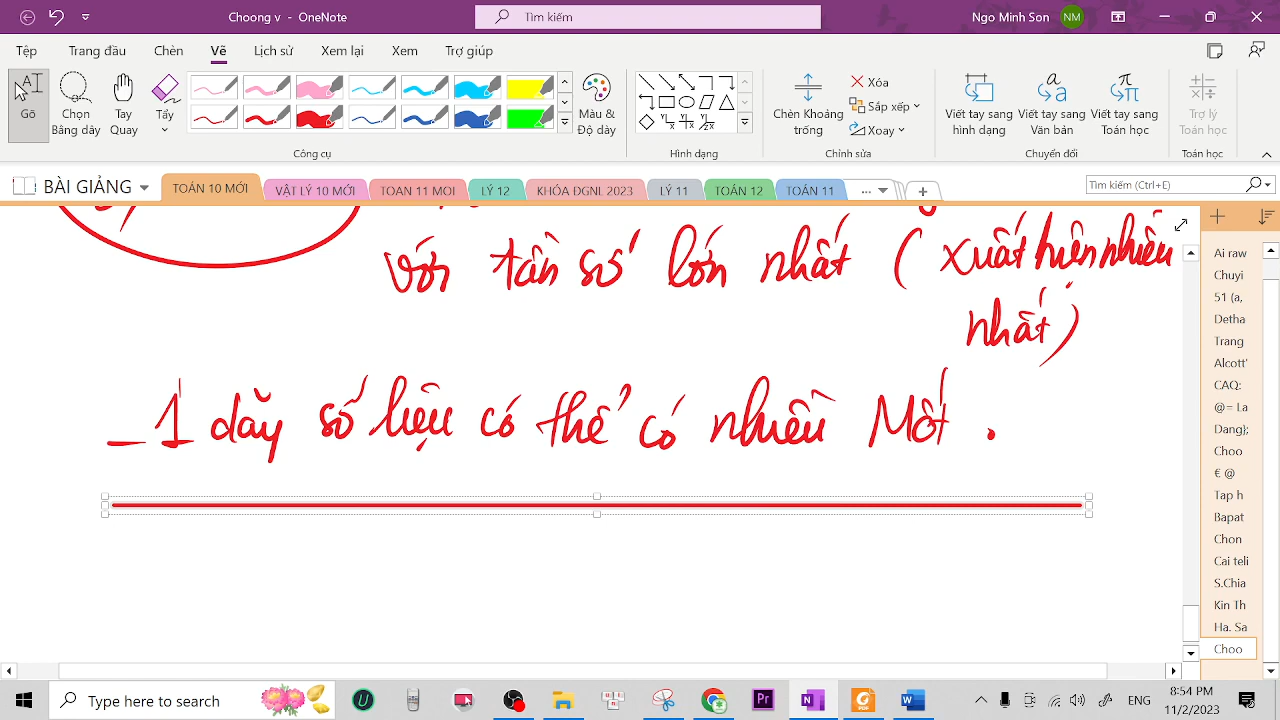 Choong v - OneNote
Tìm kiếm
Ngo Minh Son
NM
Tệp Trang đầu Chèn Vẽ Lịch sử Xem lại Xem Trợ giúp
Gõ
Chọn Bằng dây
Tay Quay
Tẩy
Màu & Độ dày
Chèn Khoảng trống
Xóa
Sắp xếp
Xoay
Viết tay sang hình dạng
Viết tay sang Văn bản
Viết tay sang Toán học
Trợ lý Toán học
Công cụ Hình dạng Chỉnh sửa Chuyển đổi Toán học
BÀI GIẢNG
TOÁN 10 MỚI VẬT LÝ 10 MỚI TOAN 11 MOI LÝ 12 KHÓA DGNL 2023 LÝ 11 TOÁN 12 TOÁN 11 ...
Tìm kiếm (Ctrl+E)
với tần số lớn nhất ( xuất hiện nhiều
nhất)
_ 1 dãy số liệu có thể có nhiều Mốt .
Ai raw
Chuyi
51 (a,
Detha
Trang
Alcott'
CAQ:
@ = La
Dang);
Choo
€ @
Tap h
Bapat
Chon
Cai teli
S.Chia
Kin Th
Ha. Sa
Choo
Type here to search
ENG
8:54 PM
11/2/2023